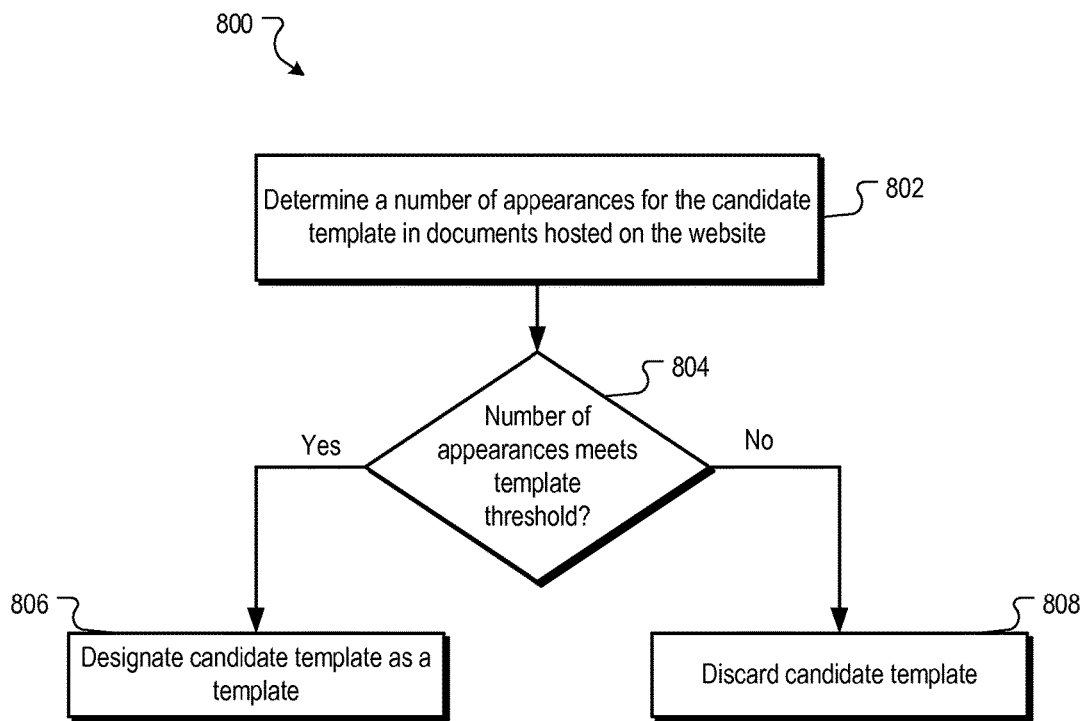 800
Determine a number of appearances for the candidate
template in documents hosted on the website
802
804
Number of
appearances meets
template
threshold?
Yes
No
806
Designate candidate template as a
template
808
Discard candidate template